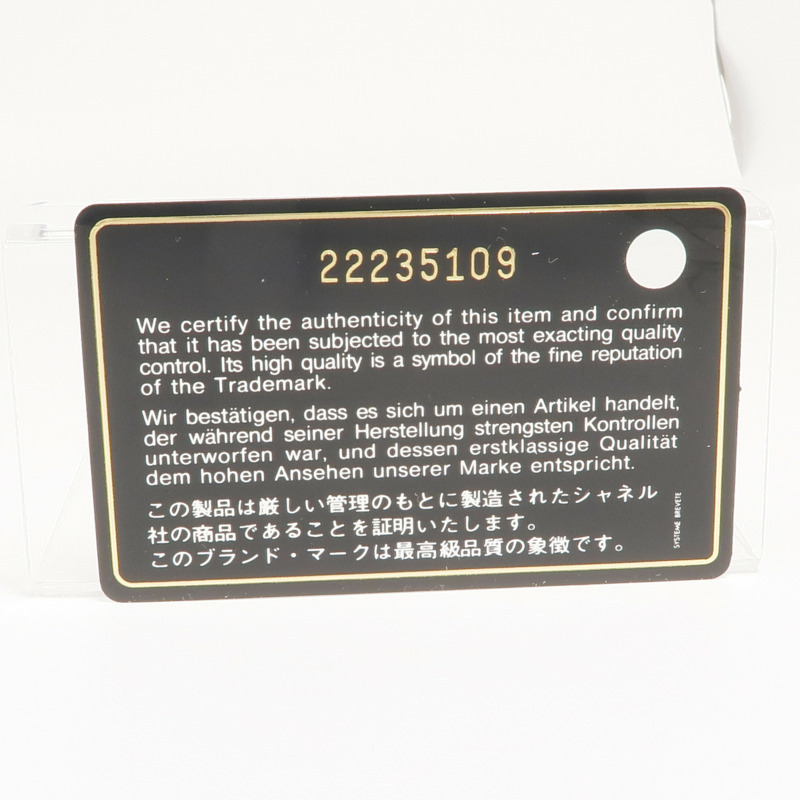 22235109
We certify the authenticity of this item and confirm
that it has been subjected to the most exacting quality
control. Its high quality is a symbol of the fine reputation
of the Trademark.
Wir bestätigen, dass es sich um einen Artikel handelt,
der während seiner Herstellung strengsten Kontrollen
unterworfen war, und dessen erstklassige Qualität
dem hohen Ansehen unserer Marke entspricht.
この製品は厳しい管理のもとに製造されたシャネル
社の商品であることを証明いたします。
このブランド・マークは最高級品質の象徴です。
SYSTEME BREVETE